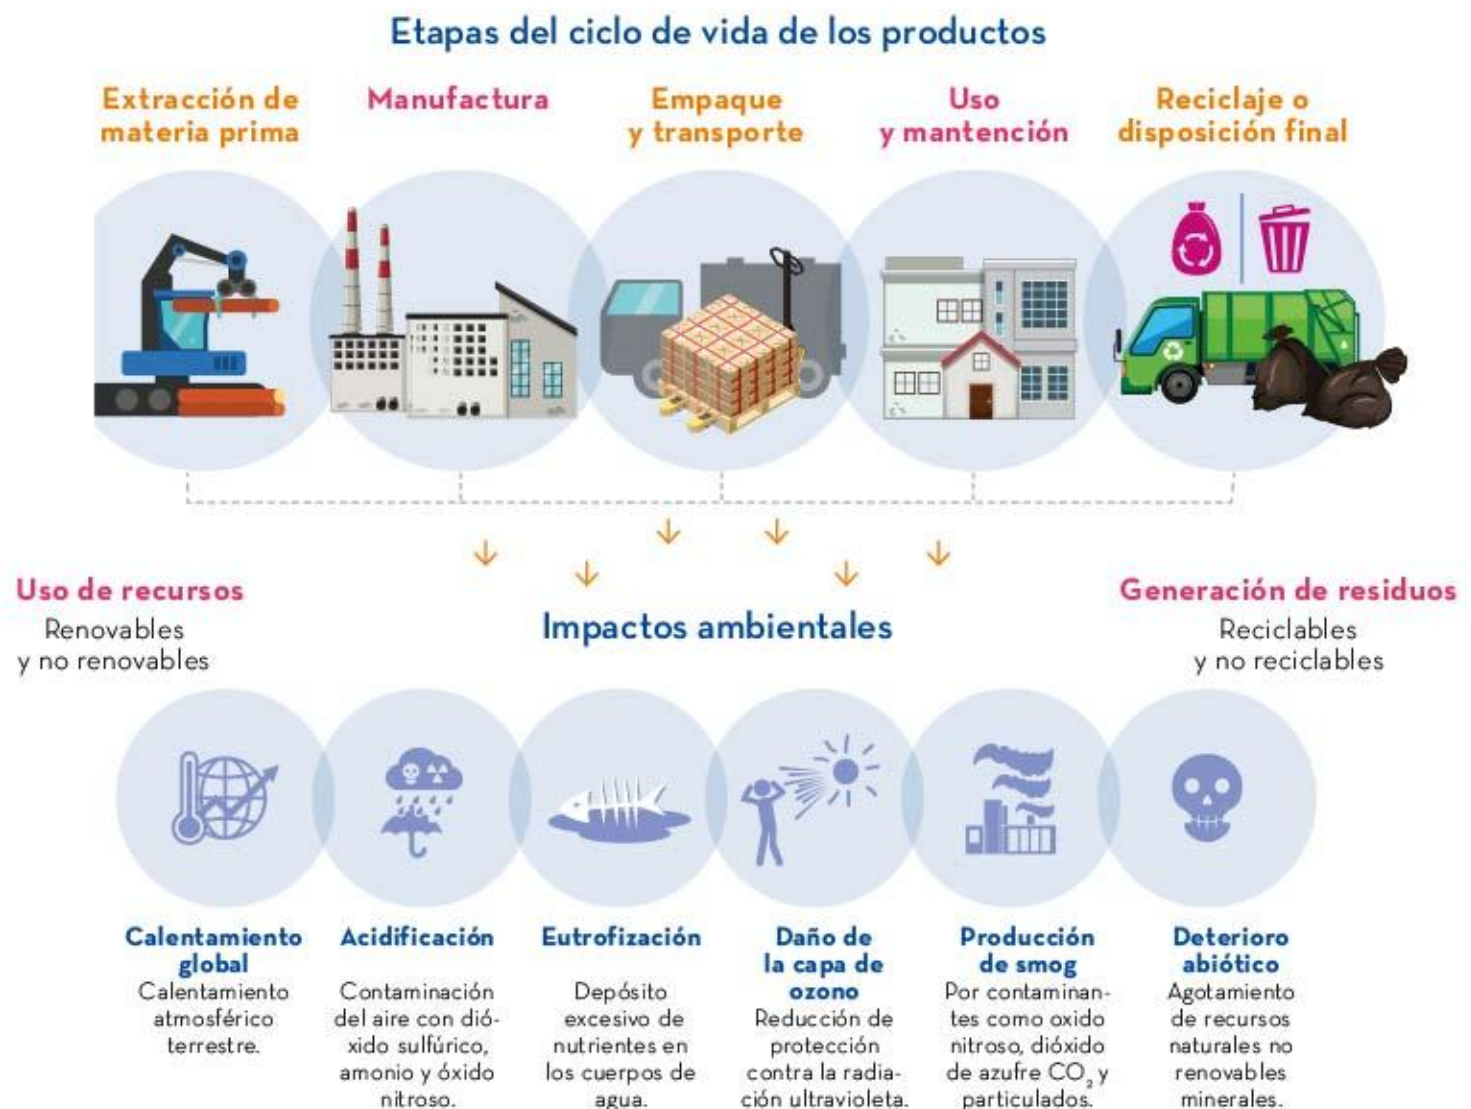 Etapas del ciclo de vida de los productos
Extracción de
materia prima
Manufactura
Empaque
y transporte
Uso
y mantención
Reciclaje o
disposición final
Uso de recursos
Renovables
y no renovables
Impactos ambientales
Generación de residuos
Reciclables
y no reciclables
Calentamiento
global
Calentamiento
atmosférico
terrestre.
Acidificación
Contaminación
del aire con dió-
xido sulfúrico,
amonio y óxido
nitroso.
Eutrofización
Depósito
excesivo de
nutrientes en
los cuerpos de
agua.
Daño de
la capa de
ozono
Reducción de
protección
contra la radia-
ción ultravioleta.
Producción
de smog
Por contaminan-
tes como oxido
nitroso, dióxido
de azufre CO₂ y
particulados.
Deterioro
abiótico
Agotamiento
de recursos
naturales no
renovables
minerales.